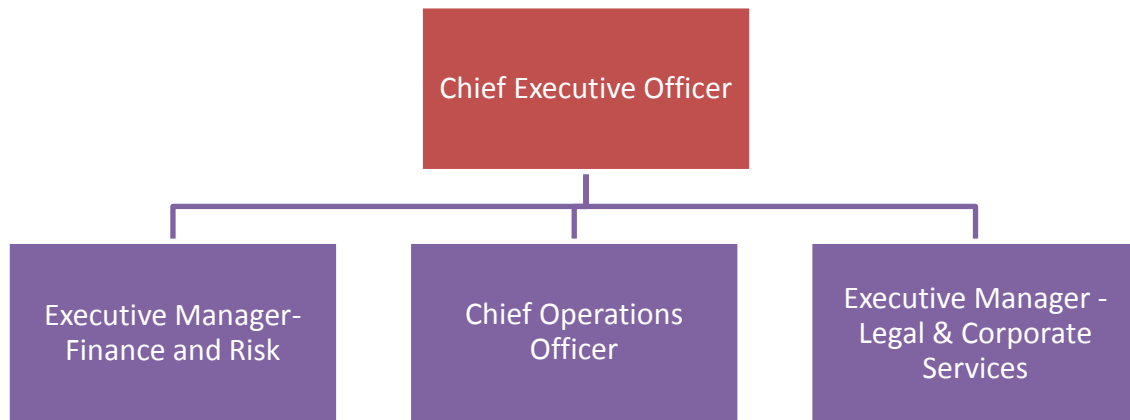 Chief Executive Officer
Executive Manager-
Finance and Risk
Chief Operations
Officer
Executive Manager -
Legal & Corporate
Services